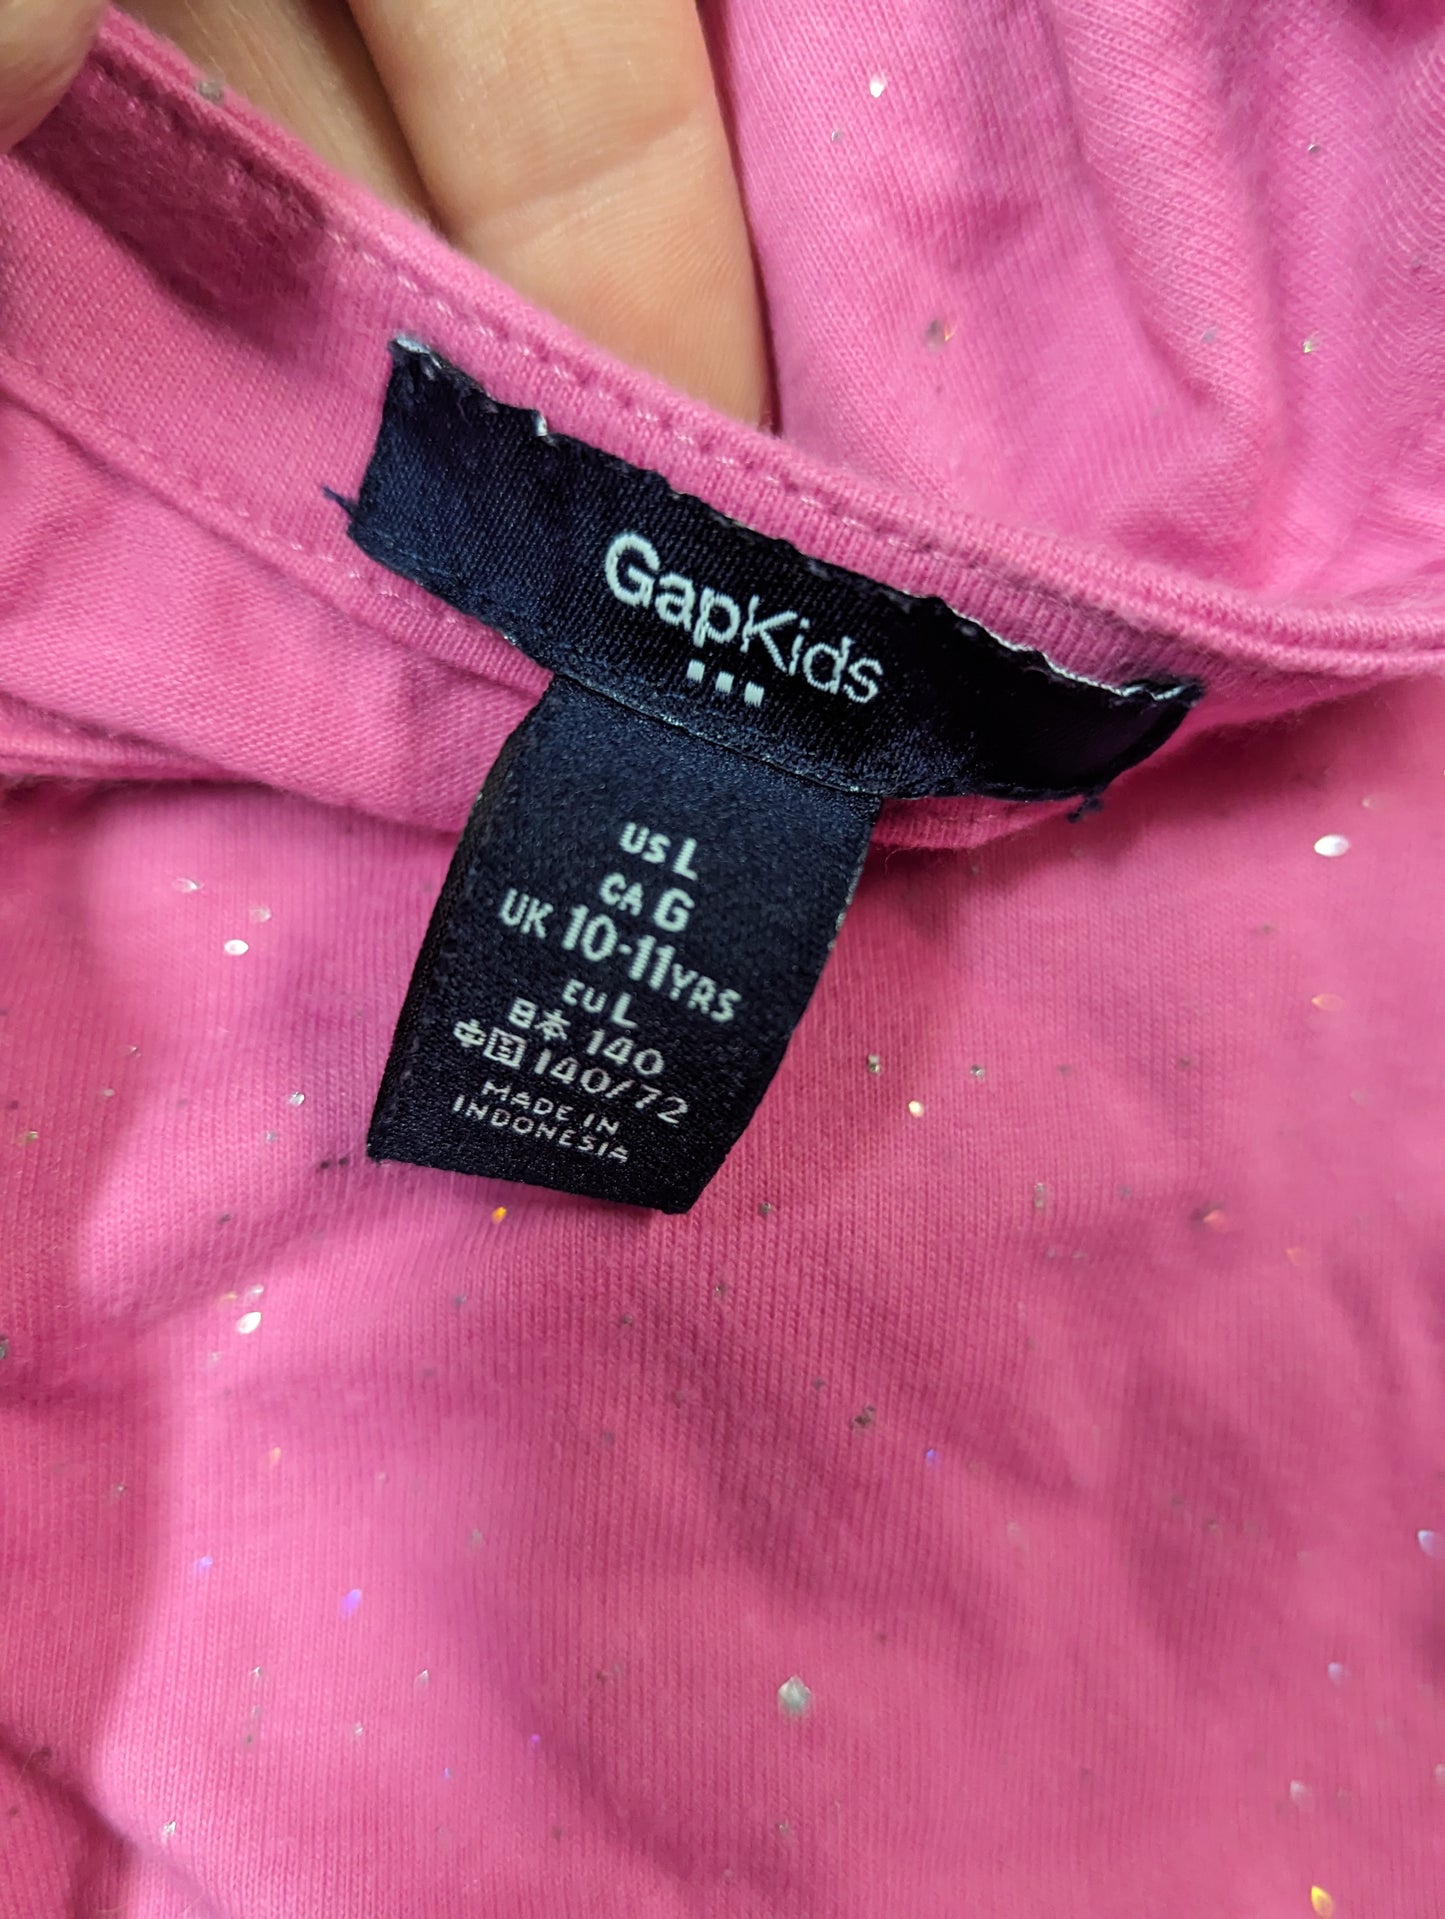 GapKids
US L
CA G
UK 10-11YRS
EU L
日本 140
中国 140/72
MADE IN
INDONESIA